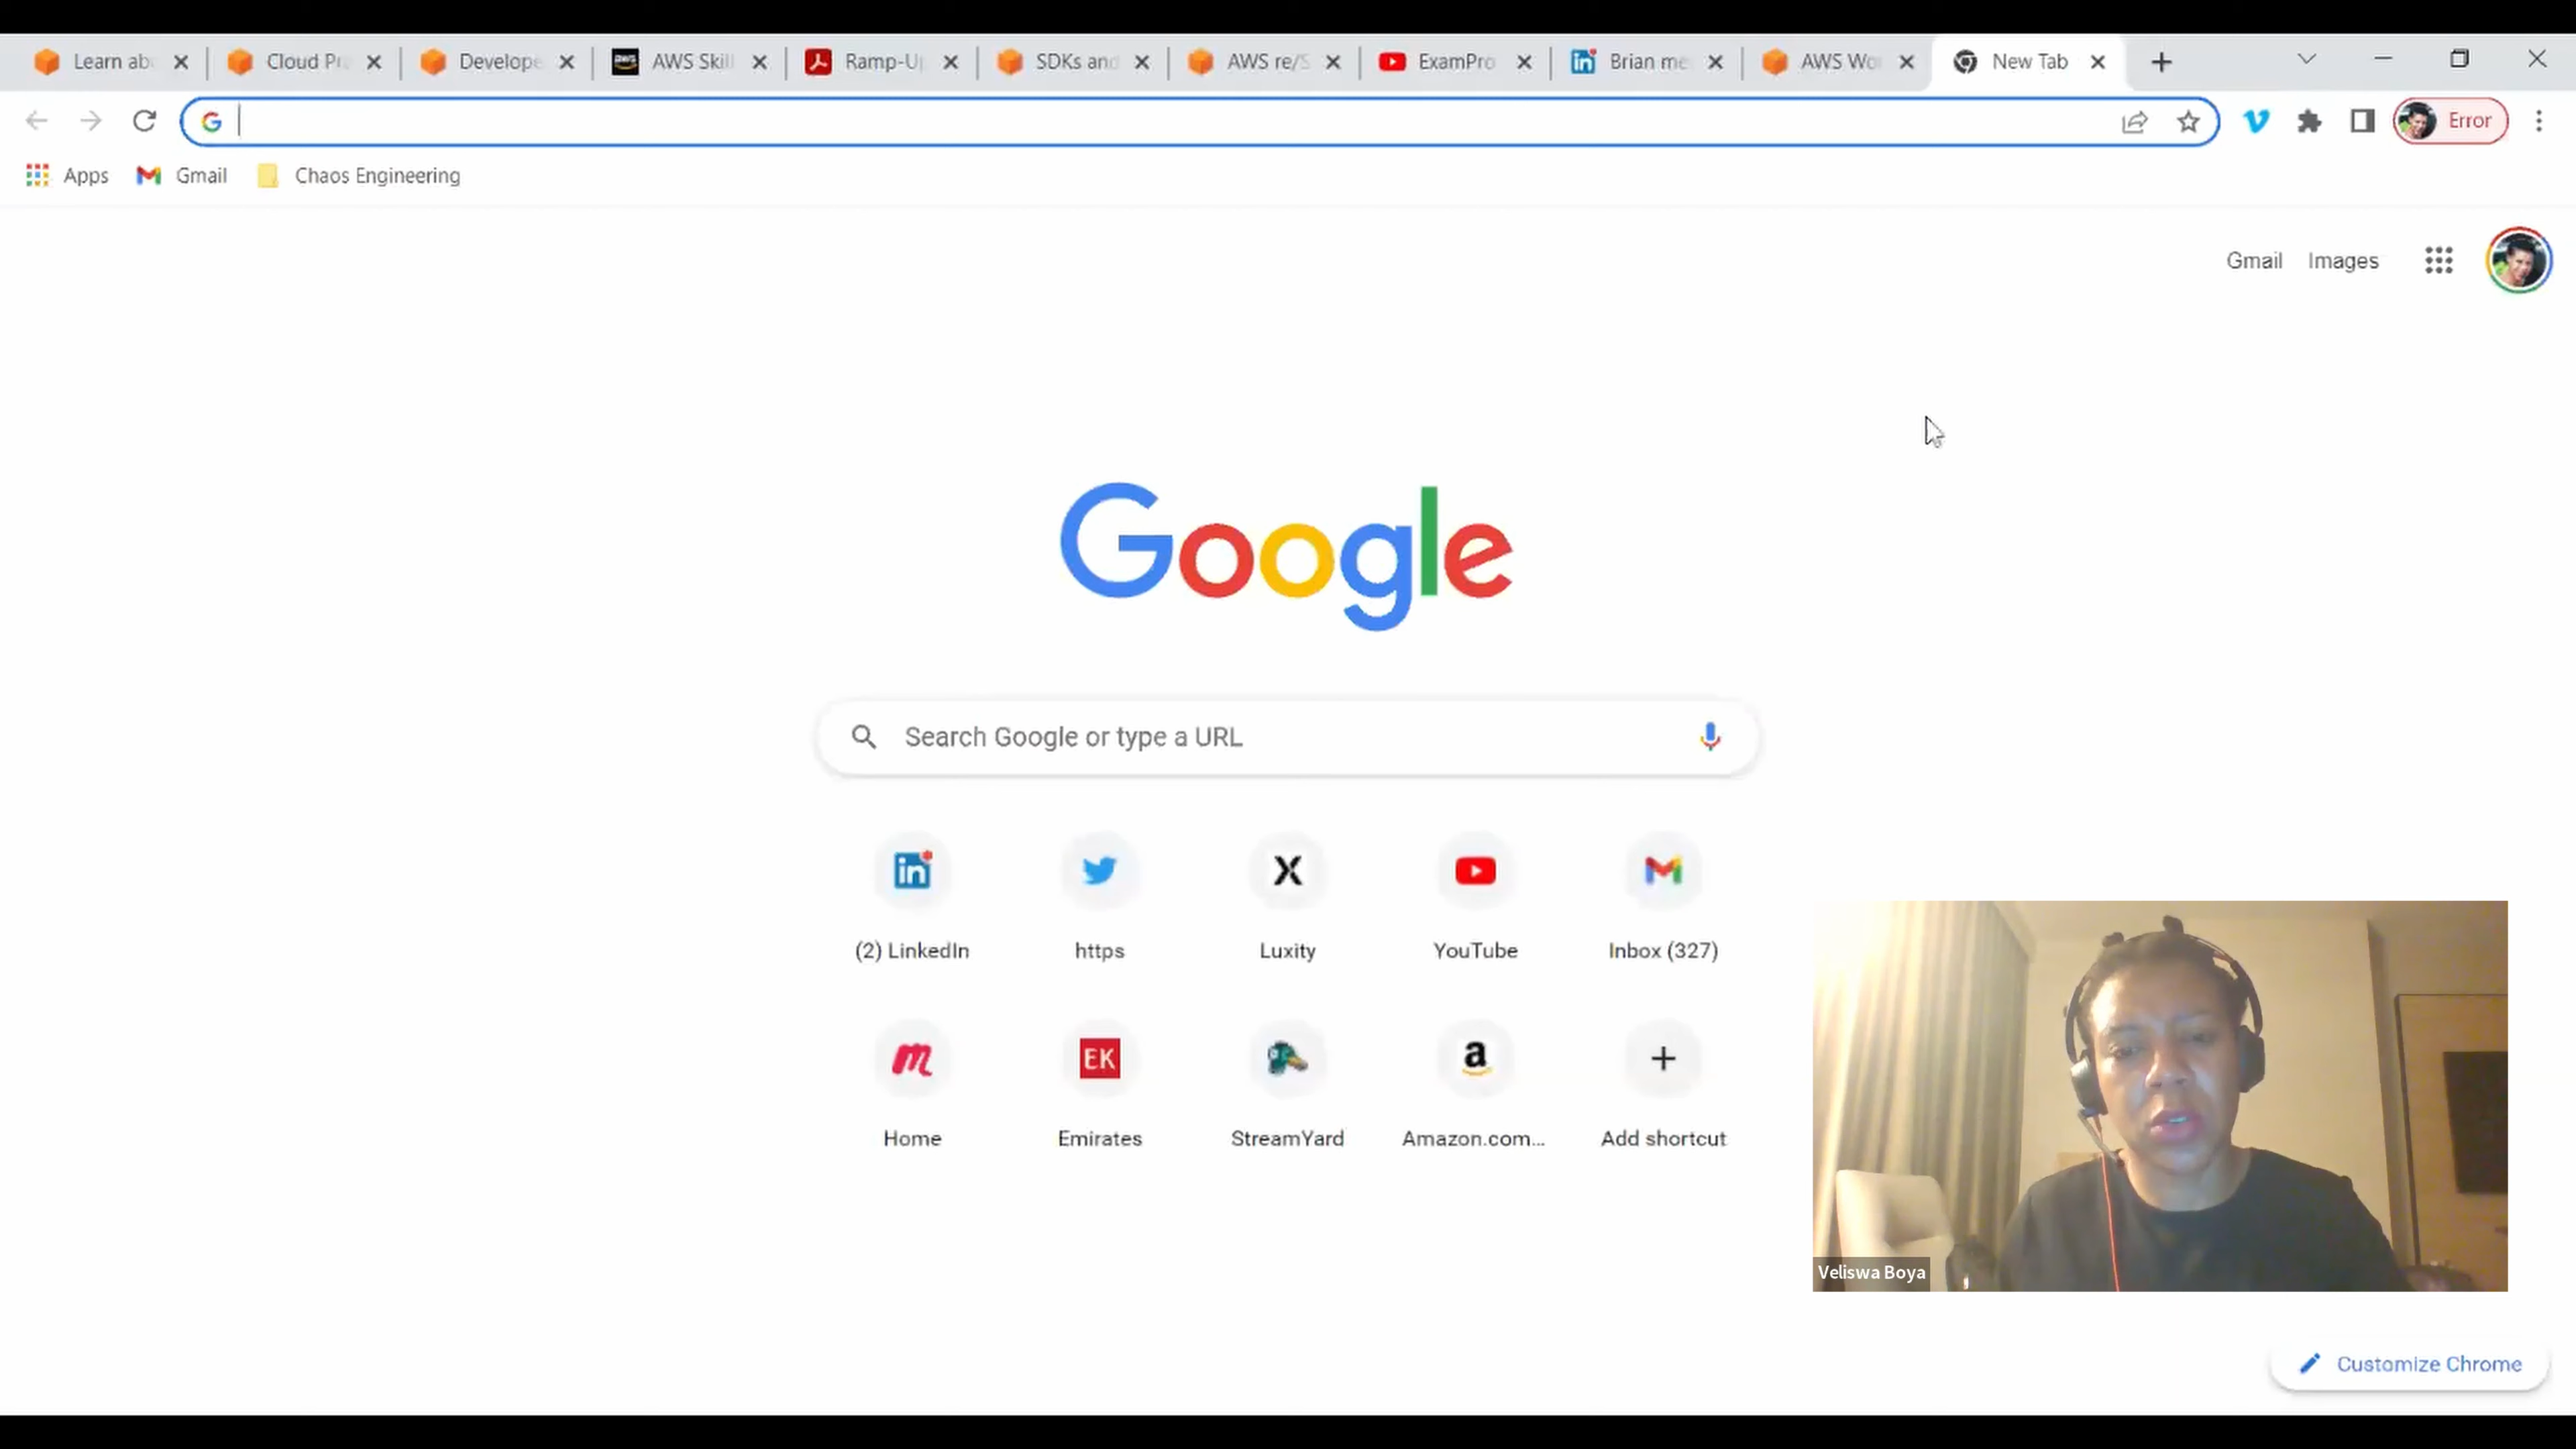 Learn ab
Cloud Pr
Develope
AWS Skil
Ramp-U
SDKs and
AWS re/S
ExamPro
Brian me
AWS Wo
New Tab
Error
Apps
Gmail
Chaos Engineering
Gmail
Images
Google
Search Google or type a URL
(2) LinkedIn
https
Luxity
YouTube
Inbox (327)
Home
Emirates
StreamYard
Amazon.com...
Add shortcut
EK
Veliswa Boya
Customize Chrome